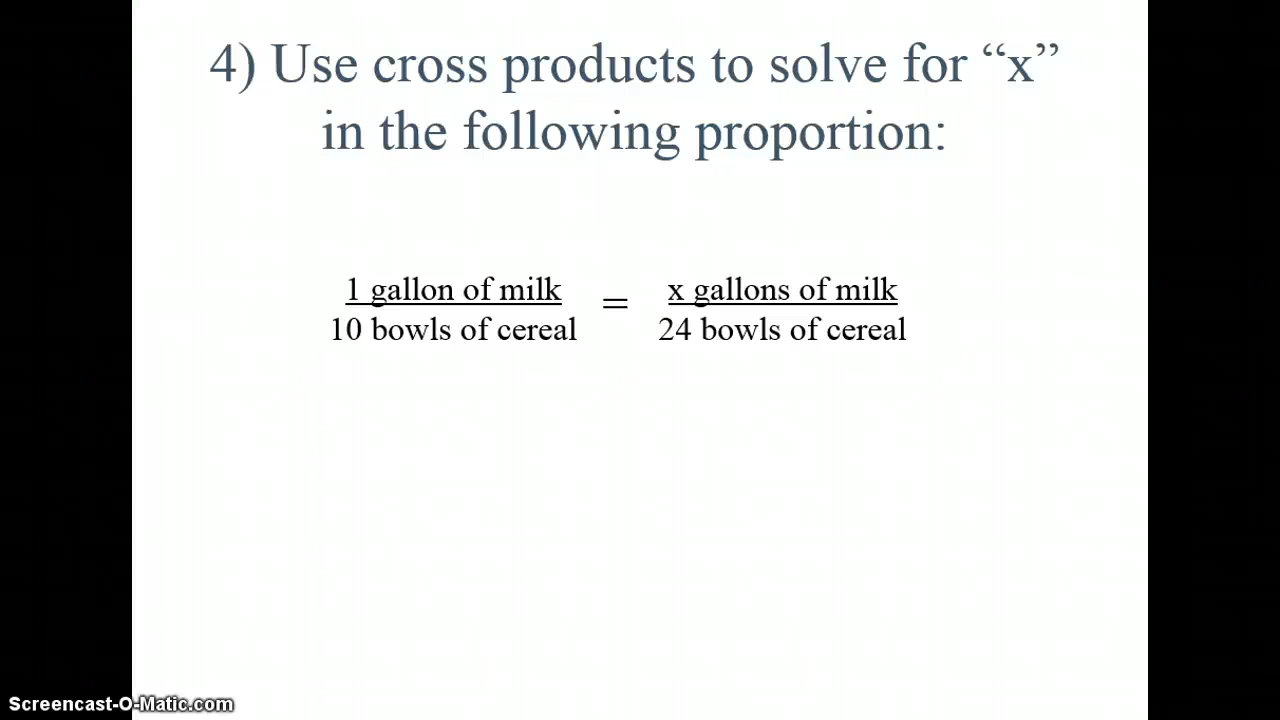 4) Use cross products to solve for “x”
in the following proportion:
1 gallon of milk = x gallons of milk
10 bowls of cereal 24 bowls of cereal
Screencast-O-Matic.com